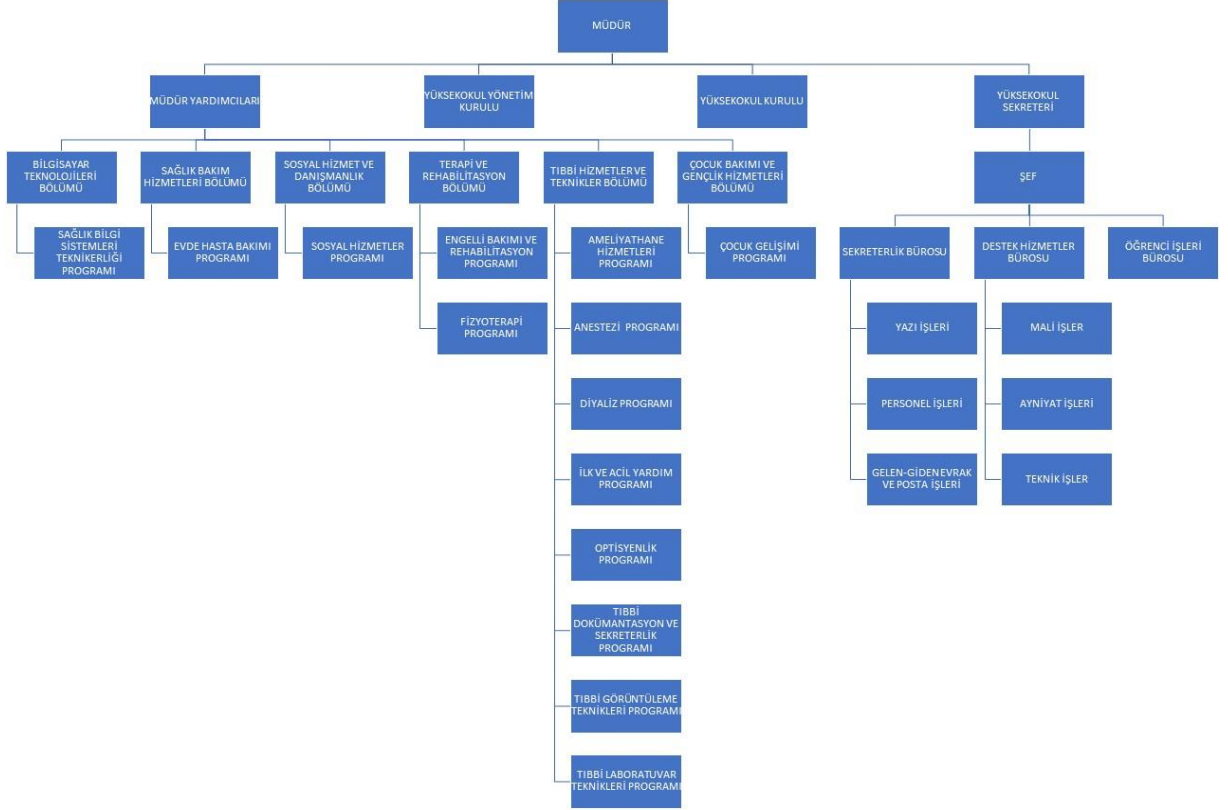 MÜDÜR
MÜDÜR YARDIMCILARI
YÜKSEKOKUL YÖNETİM
KURULU
YÜKSEKOKUL KURULU
YÜKSEKOKUL
SEKRETERİ
BİLGİSAYAR
TEKNOLOJİLERİ
BÖLÜMÜ
SAĞLIK BAKIM
HİZMETLERİ BÖLÜMÜ
SOSYAL HİZMET VE
DANIŞMANLIK
BÖLÜMÜ
TERAPİ VE
REHABİLİTASYON
BÖLÜMÜ
TIBBİ HİZMETLER VE
TEKNİKLER BÖLÜMÜ
ÇOCUK BAKIMI VE
GENÇLİK HİZMETLERİ
BÖLÜMÜ
ŞEF
SAĞLIK BİLGİ
SİSTEMLERİ
TEKNİKERLİĞİ
PROGRAMI
EVDE HASTA BAKIMI
PROGRAMI
SOSYAL HİZMETLER
PROGRAMI
ENGELLİ BAKIMI VE
REHABİLİTASYON
PROGRAMI
AMELİYATHANE
HİZMETLERİ
PROGRAMI
ÇOCUK GELİŞİMİ
PROGRAMI
SEKRETERLİK BÜROSU
DESTEK HİZMETLER
BÜROSU
ÖĞRENCİ İŞLERİ
BÜROSU
FİZYOTERAPİ
PROGRAMI
ANESTEZİ PROGRAMI
YAZI İŞLERİ
MALİ İŞLER
DİYALİZ PROGRAMI
PERSONEL İŞLERİ
AYNİYAT İŞLERİ
İLK VE ACİL YARDIM
PROGRAMI
GELEN-GİDEN EVRAK
VE POSTA İŞLERİ
TEKNİK İŞLER
OPTİSYENLİK
PROGRAMI
TIBBİ
DOKÜMANTASYON VE
SEKRETERLİK
PROGRAMI
TIBBİ GÖRÜNTÜLEME
TEKNİKLERİ PROGRAMI
TIBBİ LABORATUVAR
TEKNİKLERİ PROGRAMI